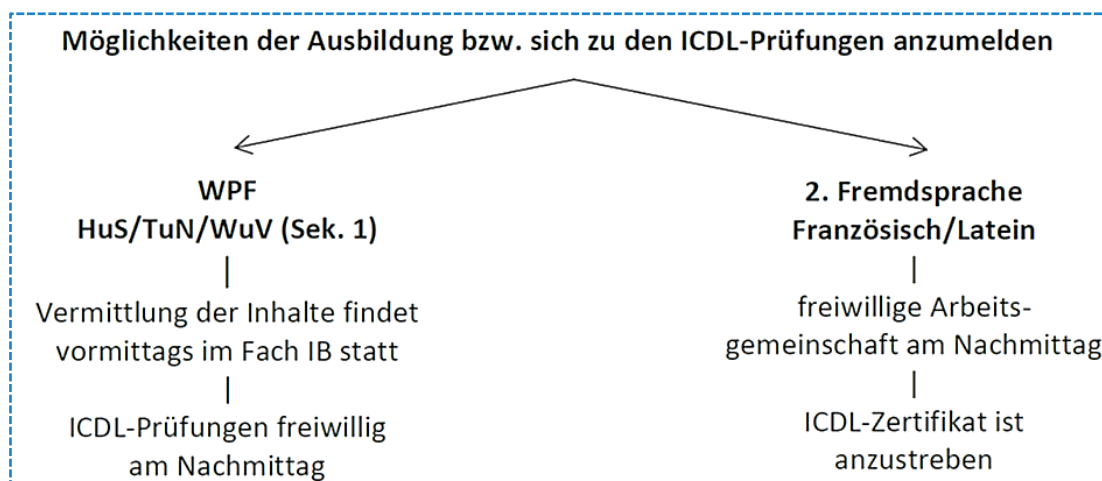 Möglichkeiten der Ausbildung bzw. sich zu den ICDL-Prüfungen anzumelden
WPF
HuS/TuN/WuV (Sek. 1)
Vermittlung der Inhalte findet
vormittags im Fach IB statt
ICDL-Prüfungen freiwillig
am Nachmittag
2. Fremdsprache
Französisch/Latein
freiwillige Arbeits-
gemeinschaft am Nachmittag
ICDL-Zertifikat ist
anzustreben